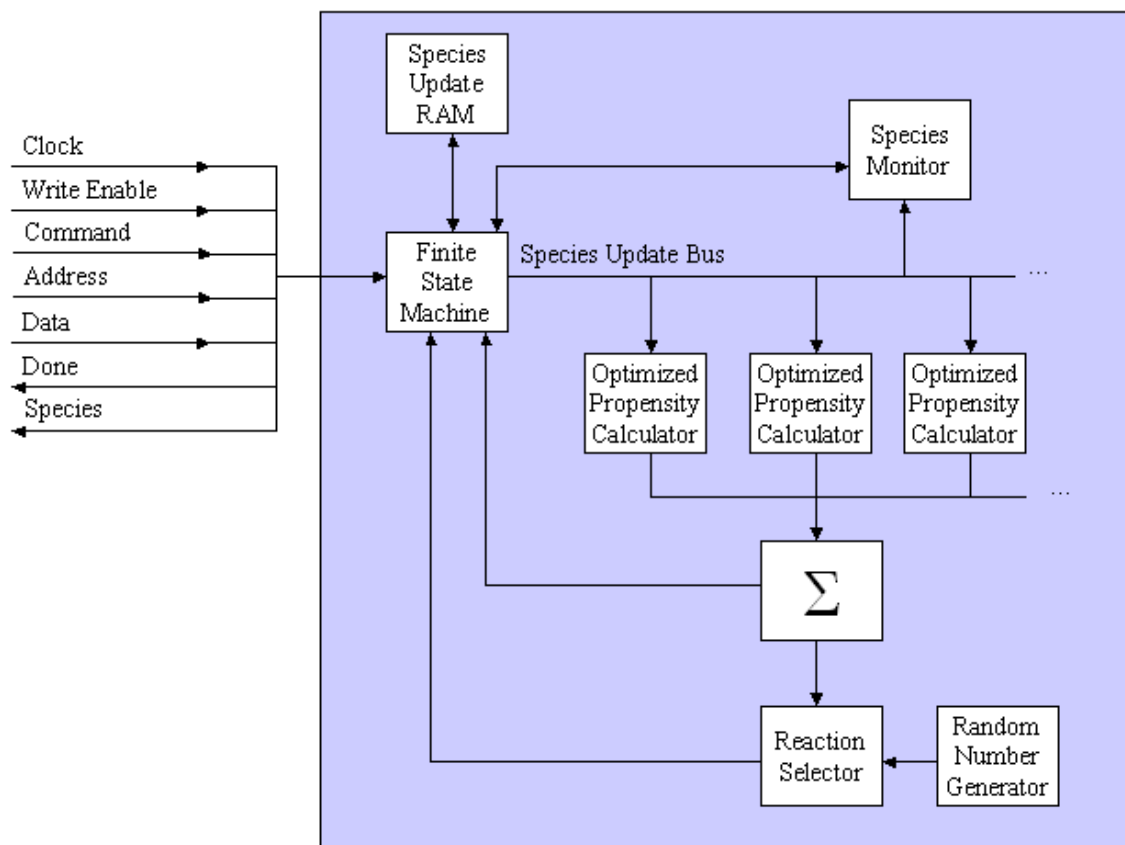 Species
Update
RAM
Clock
Write Enable
Command
Address
Data
Done
Species
Species
Monitor
Finite
State
Machine
Species Update Bus
...
Optimized
Propensity
Calculator
Optimized
Propensity
Calculator
Optimized
Propensity
Calculator
...
Σ
Reaction
Selector
Random
Number
Generator